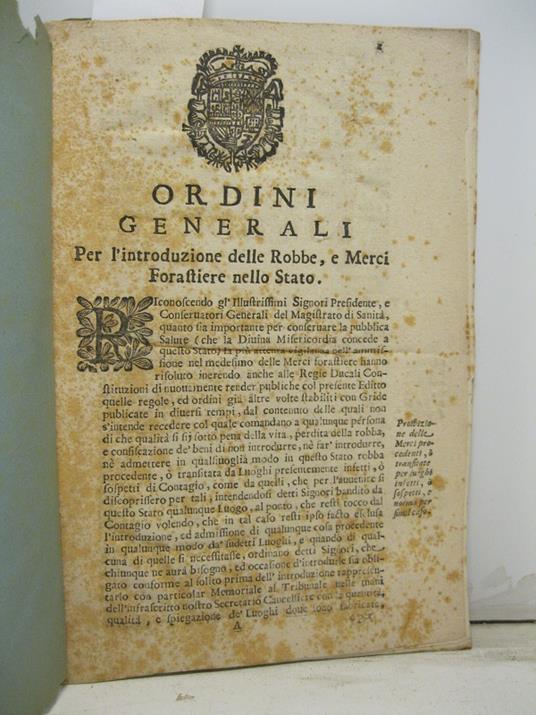 ORDINI
GENERALI
Per l'introduzione delle Robbe, e Merci
Forastiere nello Stato.
RIconoscendo gl'Illustrissimi Signori Presidente, e
Conservatori Generali del Magistrato di Sanità,
quanto sia importante per conservare la pubblica
Salute (che la Divina Misericordia concede a
questo Stato) la più attenta vigilanza nell'ammis-
sione nel medesimo delle Merci forastiere hanno
risoluto inerendo anche alle Regie Ducali Con-
stituzioni di nuovamente render publiche col presente Editto
quelle regole, ed ordini già altre volte stabiliti con Gride
publicate in diversi tempi, dal contenuto delle quali non
s'intende recedere col quale comandano a qualunque persona
di che qualità si sij sotto pena della vita, perdita della robba,
e confiscazione de' beni di non introdurre, nè far' introdurre,
nè admettere in qualsivoglia modo in questo Stato robba
procedente, ò transitata da Luoghi presentemente infetti, ò
sospetti di Contagio, come da quelli, che per l'auvenire si
discoprissero per tali, intendendosi detti Signori bandito da
questo Stato qualunque Luogo, al ponto, che resti tocco dal
Contagio volendo, che in tal caso resti ipso facto esclusa
l'introduzione, ed admissione di qualunque cosa procedente
in qualunque modo da' sudetti Luoghi, e quando di qual-
cuna di quelle si necessitasse, ordinano detti Signori, che
chiunque ne aurà bisogno, ed occasione d'introdurle sia obli-
gato conforme al solito prima dell' introduzione rappresen-
tarlo con particolar Memoriale al Tribunale nelle mani
dell'infrascritto nostro Secretario Cancelliere con la quantità,
qualità, e spiegazione de' Luoghi dove sono fabricate,
A
Proibizio-
ne delle
Merci pro-
cedenti, ò
transitate
per luoghi
infetti, ò
sospetti, e
norma per
simil caso.